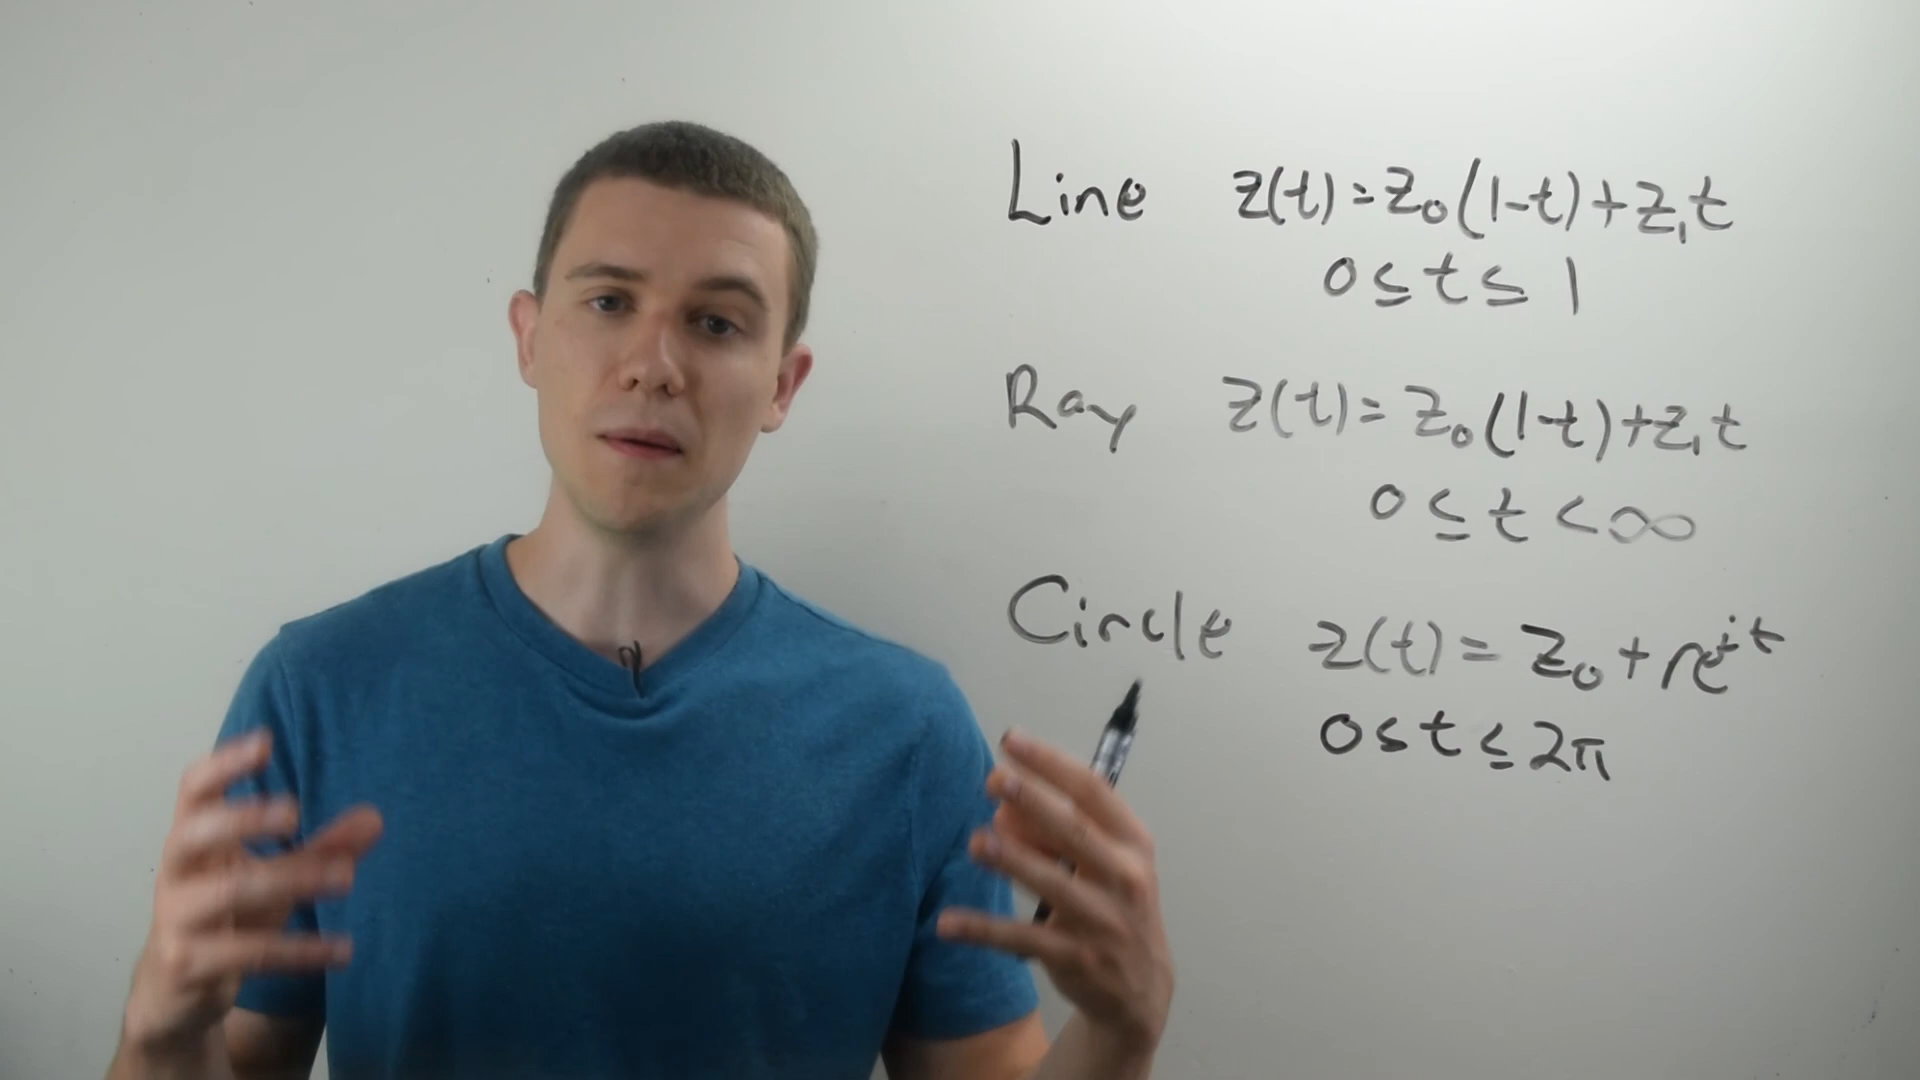 Line z(t)=z₀(1-t)+z₁t
0≤t≤1
Ray z(t)=z₀(1-t)+z₁t
0≤t<∞
Circle z(t)=z₀+re^{it}
0≤t≤2π